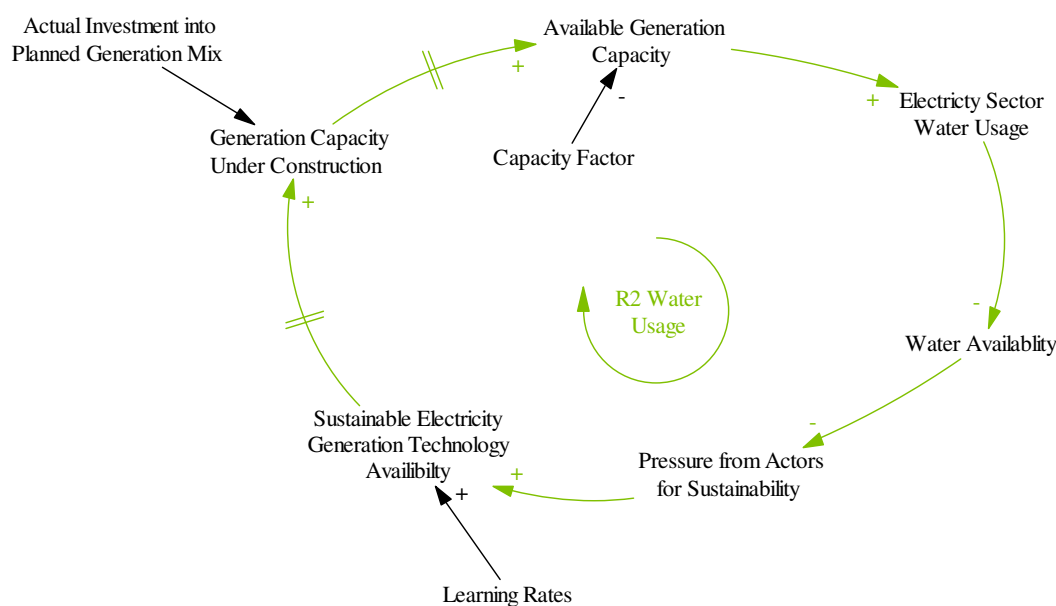 Actual Investment into
Planned Generation Mix
Available Generation
Capacity
+
+
-
Electricty Sector
Water Usage
Generation Capacity
Under Construction
Capacity Factor
+
R2 Water
Usage
-
Water Availablity
-
Sustainable Electricity
Generation Technology
Availibilty
+
+
Pressure from Actors
for Sustainability
Learning Rates